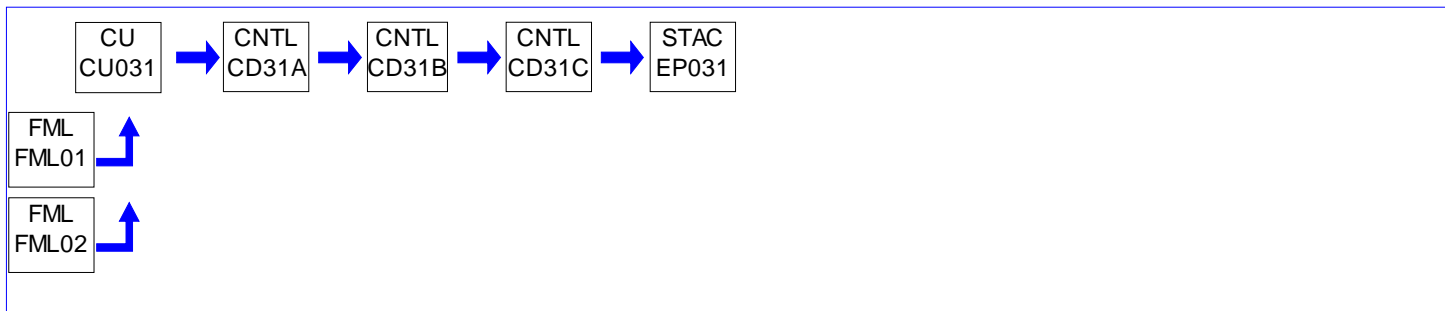 CU
CU031
CNTL
CD31A
CNTL
CD31B
CNTL
CD31C
STAC
EP031
FML
FML01
FML
FML02